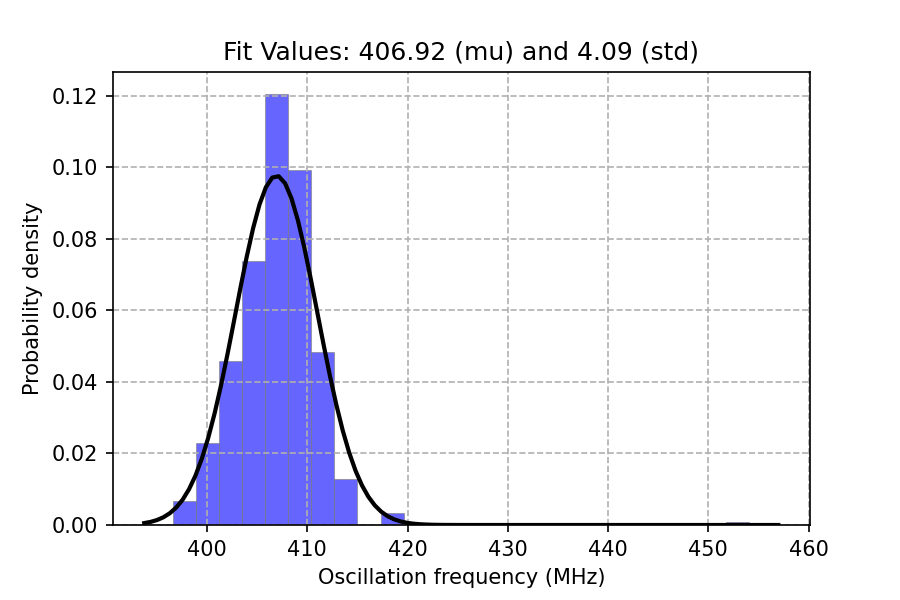 Fit Values: 406.92 (mu) and 4.09 (std)
Probability density
0.12
0.10
0.08
0.06
0.04
0.02
0.00
400 410 420 430 440 450 460
Oscillation frequency (MHz)